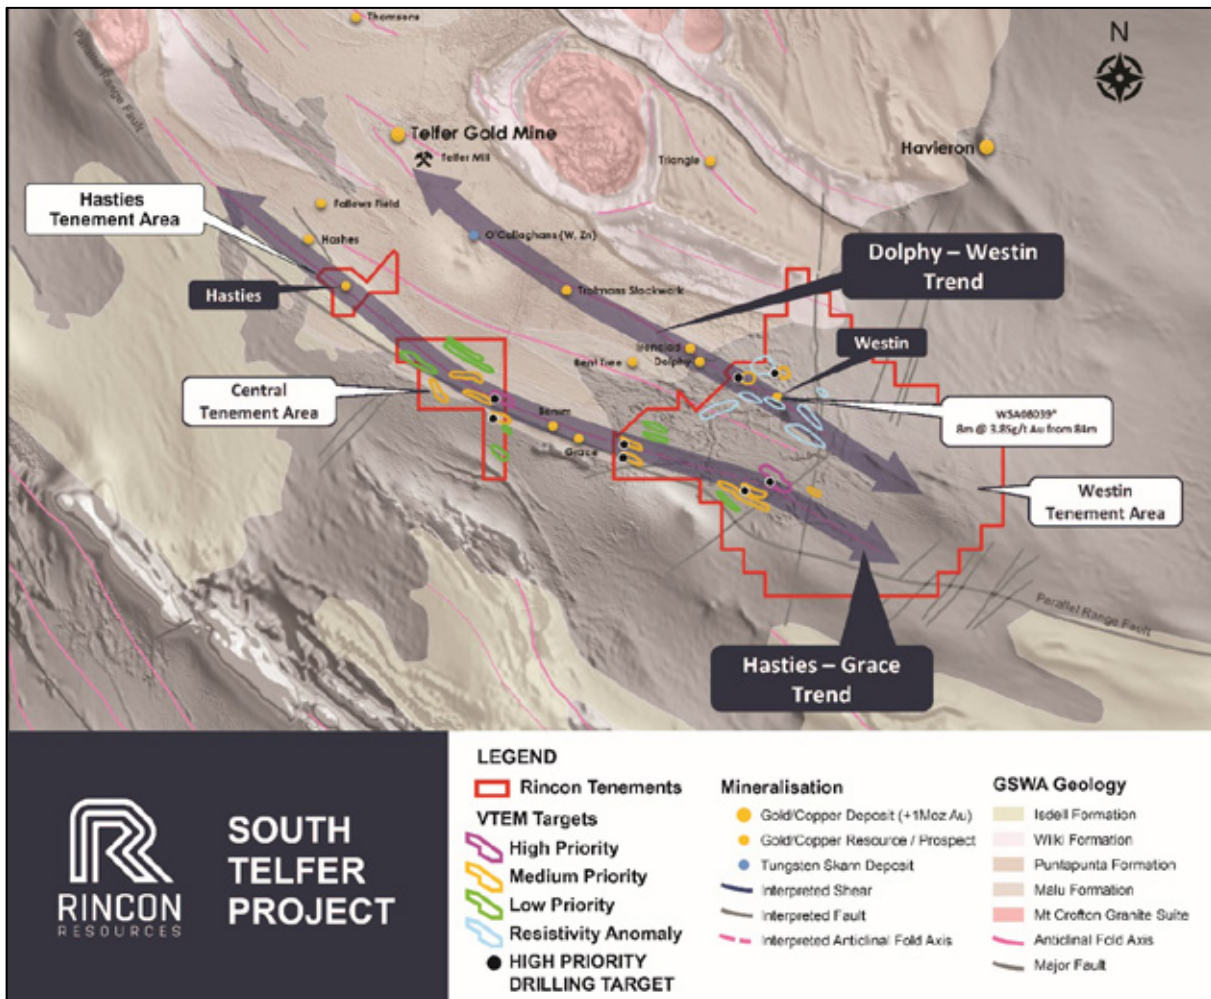 Thomsons
N
Parallel Range Fault
Telfer Gold Mine
Telfer Mill
Havieron
Triangle
Hasties
Tenement Area
Fallows Field
Hashes
O'Callaghans (W, Zn)
Dolphy – Westin
Trend
Hasties
Trotmans Stockwork
Ironclad
Westin
Bent Tree
Dolphy
Central
Tenement Area
WSA08039*
8m @ 3.85g/t Au from 84m
Grace
Westin
Tenement Area
Parallel Range Fault
Hasties – Grace
Trend
RINCON
RESOURCES
SOUTH
TELFER
PROJECT
LEGEND
Rincon Tenements
VTEM Targets
High Priority
Medium Priority
Low Priority
Resistivity Anomaly
HIGH PRIORITY
DRILLING TARGET
Mineralisation
Gold/Copper Deposit (+1Moz Au)
Gold/Copper Resource / Prospect
Tungsten Skarn Deposit
Interpreted Shear
Interpreted Fault
Interpreted Anticlinal Fold Axis
GSWA Geology
Isdell Formation
Wilki Formation
Puntapunta Formation
Malu Formation
Mt Crofton Granite Suite
Anticlinal Fold Axis
Major Fault